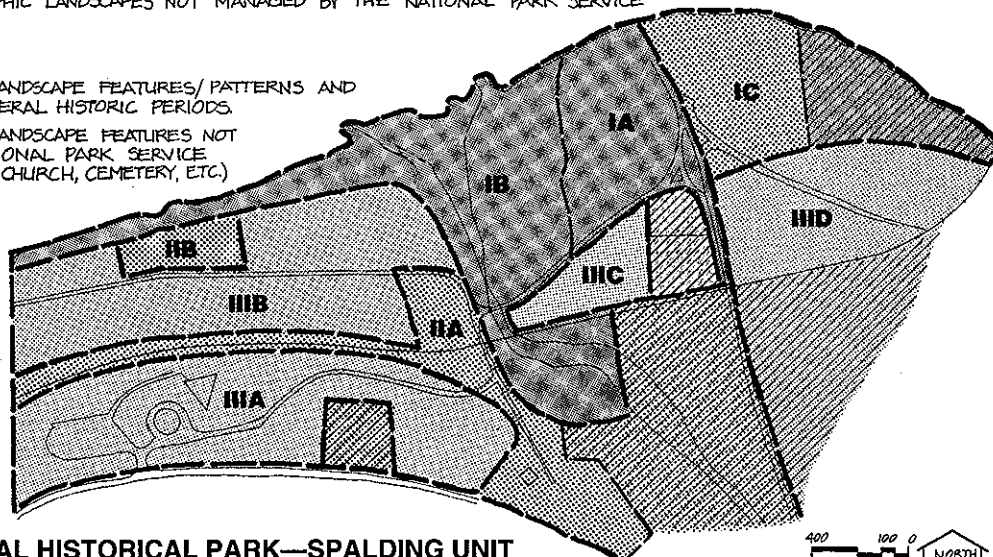 PHIC LANDSCAPES NOT MANAGED BY THE NATIONAL PARK SERVICE
ANDSCAPE FEATURES/PATTERNS AND
ERAL HISTORIC PERIODS.
ANDSCAPE FEATURES NOT
ONAL PARK SERVICE
CHURCH, CEMETERY, ETC.)
IC
IA
IB
IIID
IIB
IIIC
IIIB
IIA
IIIA
AL HISTORICAL PARK—SPALDING UNIT
400 100 0
NORTH